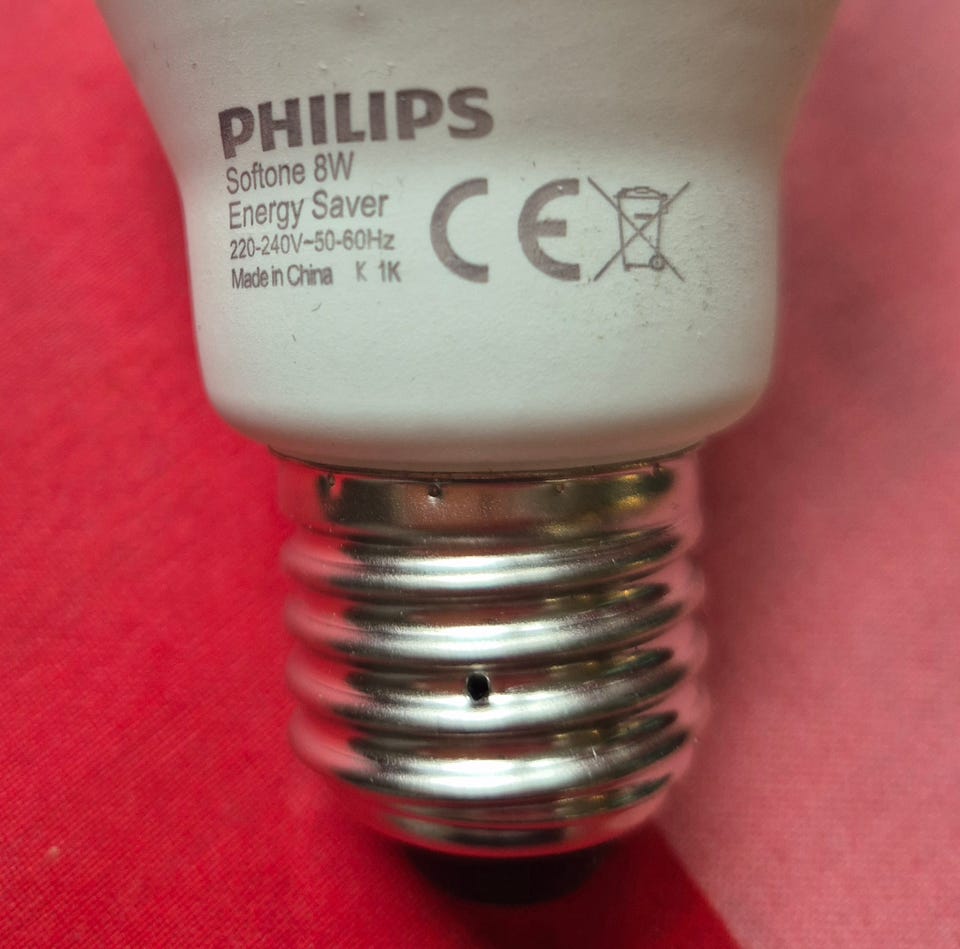 PHILIPS
Softone 8W
Energy Saver
220-240V~50-60Hz
Made in China K 1K
CE